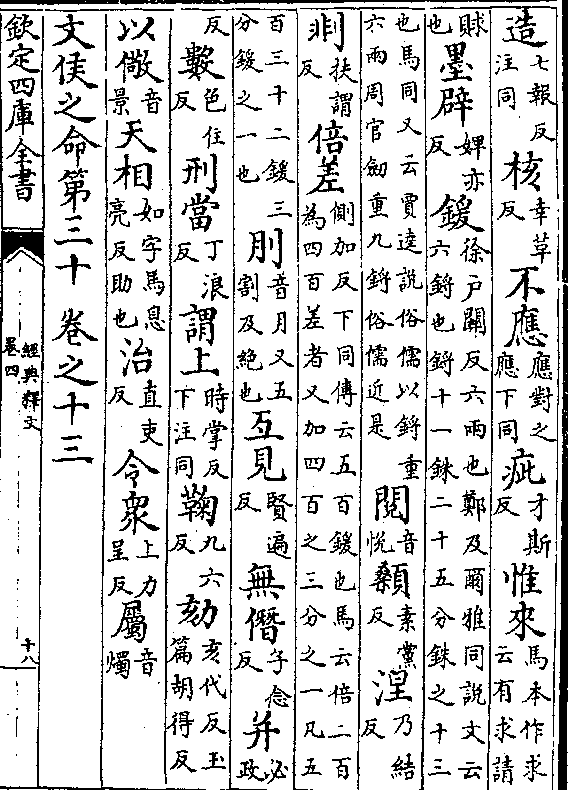 造七報反注同核幸草反不應應對之應下同疵才斯反惟來馬本作求云有求請
賕也墨辟婢亦反鍰徐戶關反六兩也鄭及爾雅同說文云六鋝也鋝十一銖二十五分銖之十三
也馬同又云賈逵說俗儒以鋝重六兩周官劒重九鋝俗儒近是閱音悅顙素黨反涅乃結反
剕扶謂反倍差側加反下同傳云五百鍰也馬云倍二百為四百差者又加四百之三分之一凡五
百三十二鍰三分鍰之一也刖音月又五割及絶也互見賢遍反無僭子念反并必政
反數色住反刑當丁浪反謂上時掌反下注同鞠九六反劾亥代反玉篇胡得反
以儆音景天相如字馬息亮反助也治直吏反令衆上力呈反屬音燭
文侯之命第三十 卷之十三
欽定四庫全書
經典釋文
卷四
十八